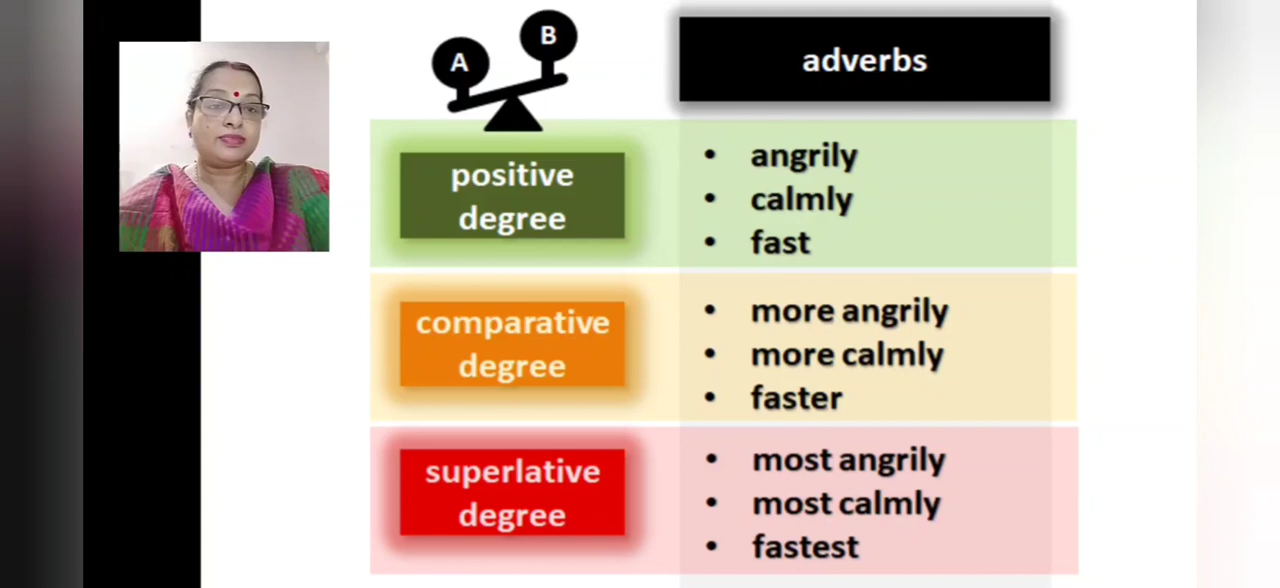 A
B
adverbs
positive
degree
• angrily
• calmly
• fast
comparative
degree
• more angrily
• more calmly
• faster
superlative
degree
• most angrily
• most calmly
• fastest